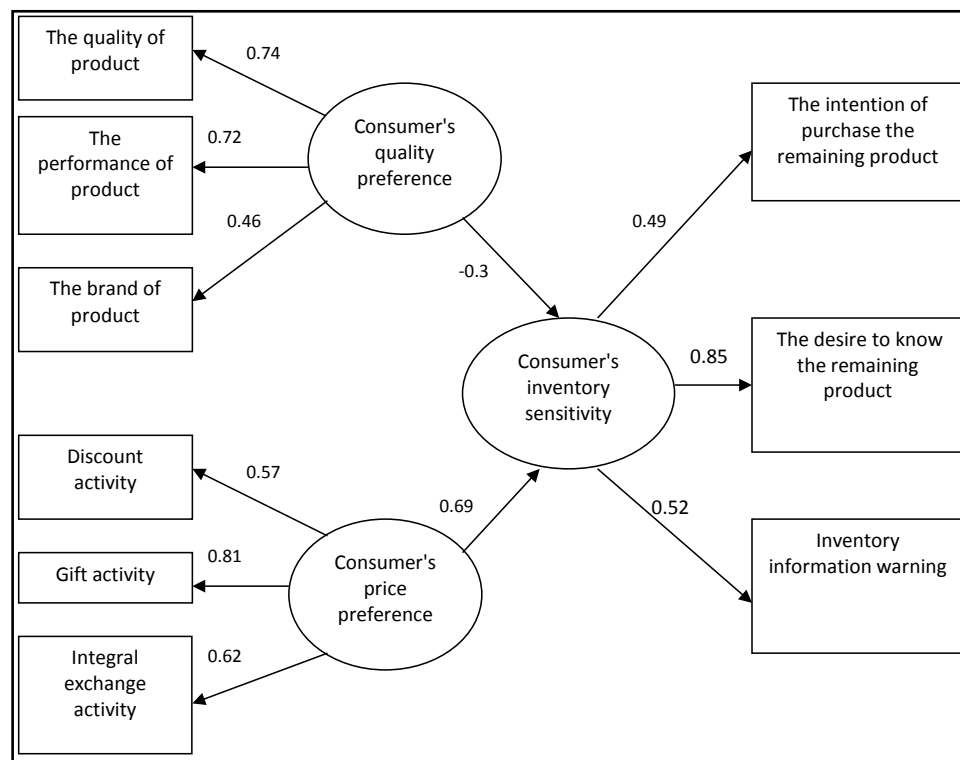 The quality of
product
0.74
The
performance of
product
0.72
The brand of
product
0.46
Consumer's
quality
preference
-0.3
The intention of
purchase the
remaining product
0.49
Consumer's
inventory
sensitivity
0.85
The desire to know
the remaining
product
0.52
Inventory
information warning
Discount
activity
0.57
Gift activity
0.81
Integral
exchange
activity
0.62
Consumer's
price
preference
0.69